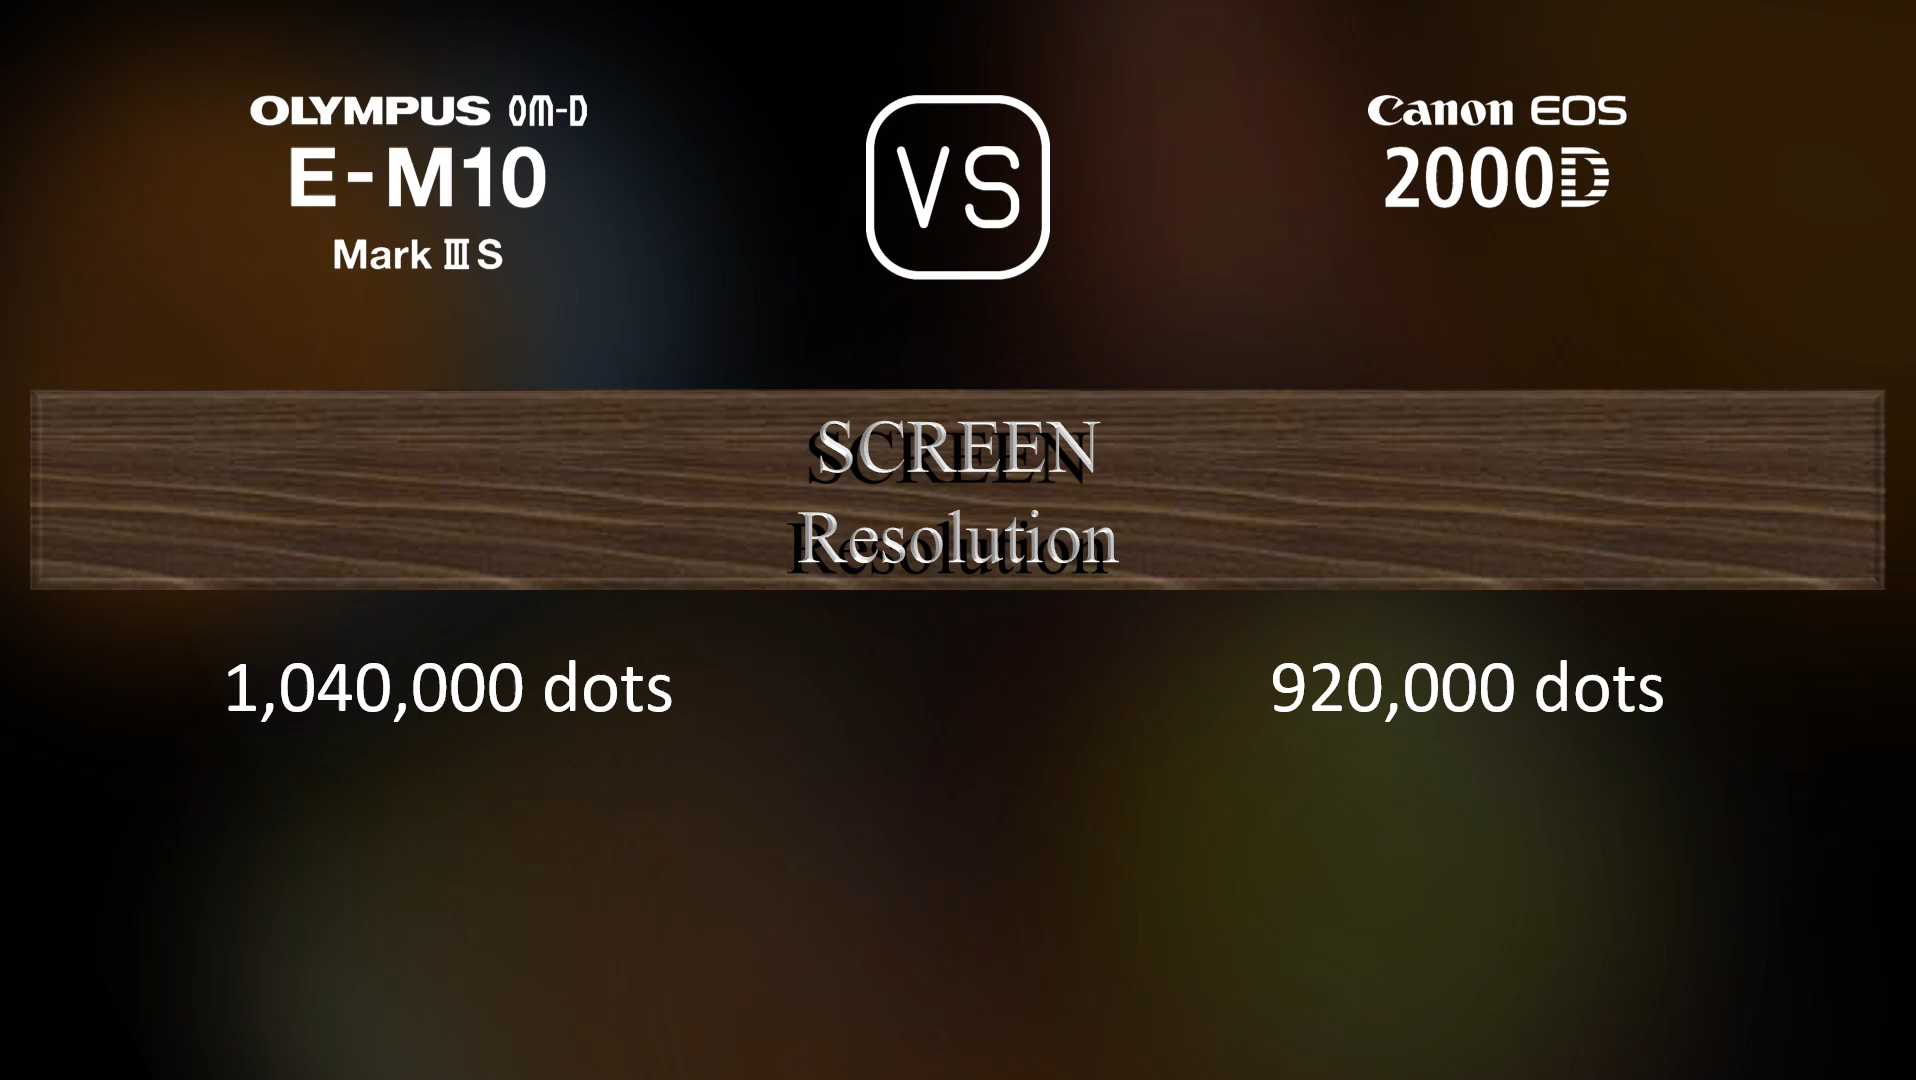 OLYMPUS OM-D
E-M10
Mark III S
VS
Canon EOS
2000D
SCREEN
Resolution
1,040,000 dots
920,000 dots